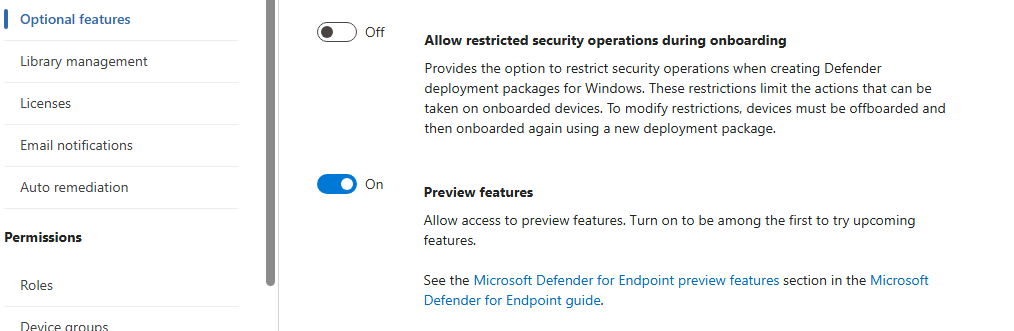 Optional features
Library management
Licenses
Email notifications
Auto remediation
Permissions
Roles
Device groups
Off
Allow restricted security operations during onboarding
Provides the option to restrict security operations when creating Defender
deployment packages for Windows. These restrictions limit the actions that can be
taken on onboarded devices. To modify restrictions, devices must be offboarded and
then onboarded again using a new deployment package.
On
Preview features
Allow access to preview features. Turn on to be among the first to try upcoming
features.
See the Microsoft Defender for Endpoint preview features section in the Microsoft
Defender for Endpoint guide.